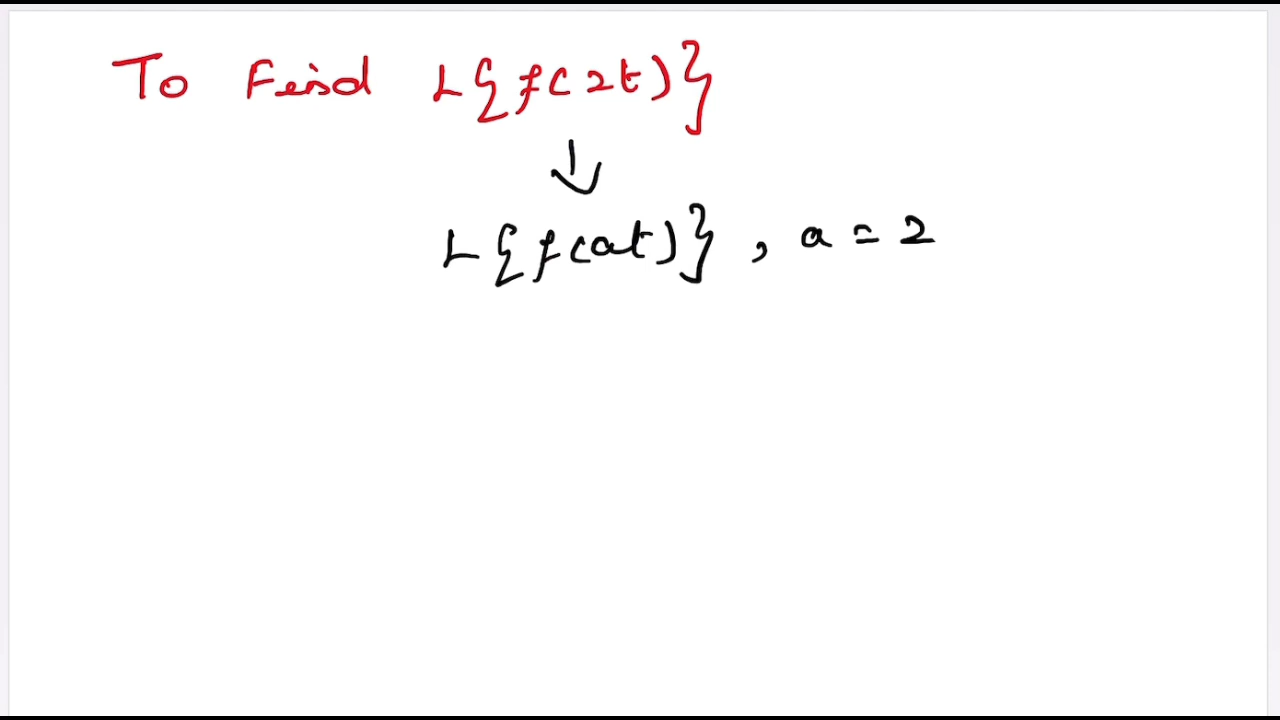 To Find L{f(2t)}
↓
L{f(at)} , a = 2